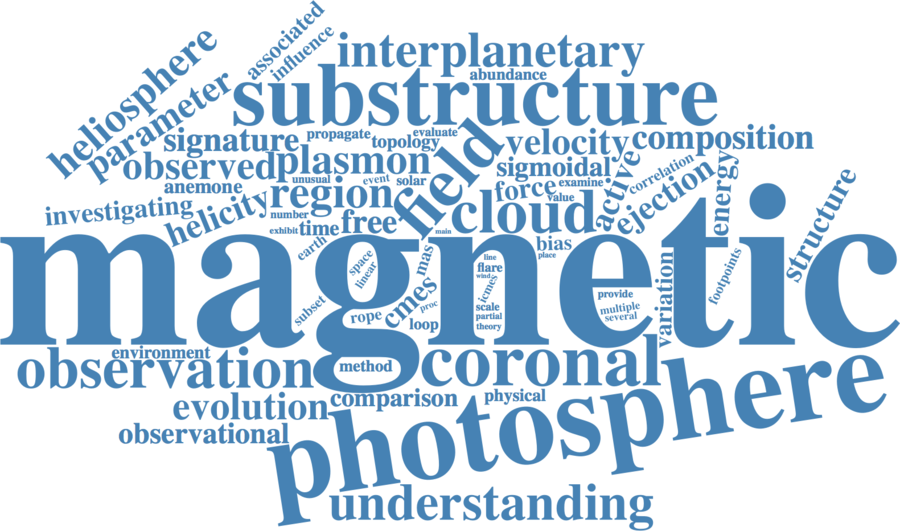 associated
influence
heliosphere
interplanetary
abundance
parameter
substructure
signature
propagate
evaluate
topology
velocity
composition
observed
plasmon
field
sigmoidal
correlation
unusual
event
solar
active
anemone
region
force
examine
value
ejection
energy
investigating
helicity
number
exhibit
time
free
main
cloud
structure
earth
bias
place
magnetic
space
linear
mas
line
flare
wind
icmes
footpoints
variation
subset
rope
cmes
proc
loop
scale
partial
theory
provide
multiple
several
environment
observation
method
coronal
evolution
comparison
physical
photosphere
observational
understanding